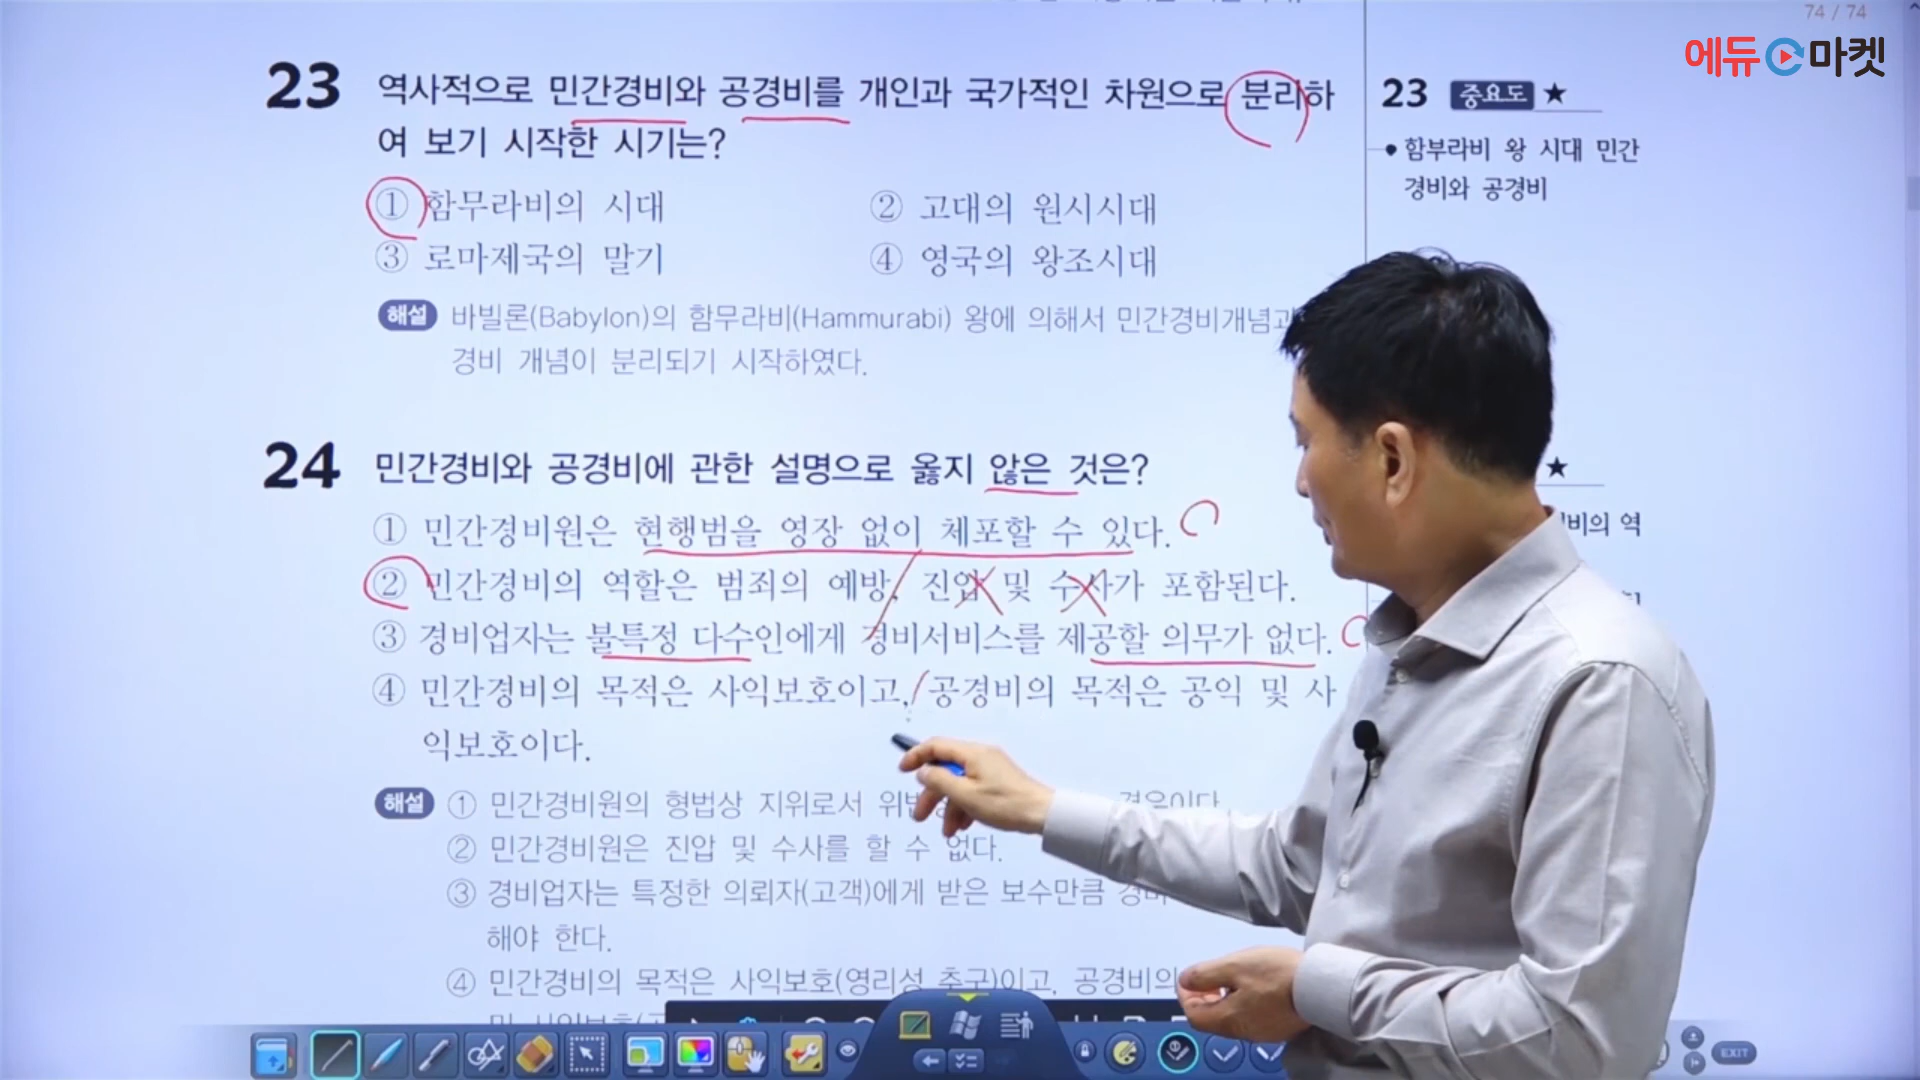 74 / 74
에듀 마켓
23 역사적으로 민간경비와 공경비를 개인과 국가적인 차원으로 분리하
여 보기 시작한 시기는?
① 함무라비의 시대 ② 고대의 원시시대
③ 로마제국의 말기 ④ 영국의 왕조시대
해설 바빌론(Babylon)의 함무라비(Hammurabi) 왕에 의해서 민간경비개념과
경비 개념이 분리되기 시작하였다.
23 중요도 ★
함부라비 왕 시대 민간
경비와 공경비
24 민간경비와 공경비에 관한 설명으로 옳지 않은 것은?
① 민간경비원은 현행범을 영장 없이 체포할 수 있다.
② 민간경비의 역할은 범죄의 예방, 진압 및 수사가 포함된다.
③ 경비업자는 불특정 다수인에게 경비서비스를 제공할 의무가 없다.
④ 민간경비의 목적은 사익보호이고, 공경비의 목적은 공익 및 사
익보호이다.
해설 ① 민간경비원의 형법상 지위로서
② 민간경비원은 진압 및 수사를 할 수 없다.
③ 경비업자는 특정한 의뢰자(고객)에게 받은 보수만큼
해야 한다.
④ 민간경비의 목적은 사익보호(영리성 추구)이고, 공경비의
★
의 역
EXIT